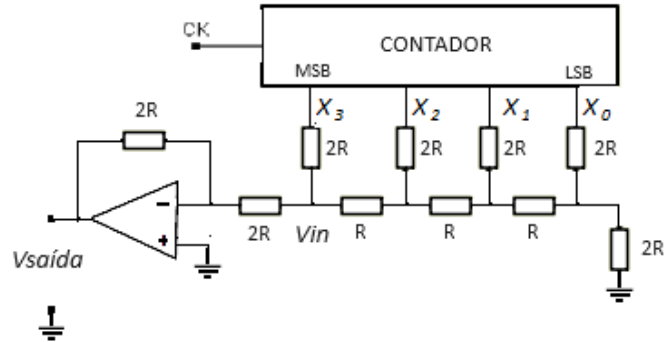 CK
CONTADOR
MSB LSB
X3 X2 X1 X0
2R
2R 2R 2R 2R
2R Vin R R R
Vsaída
2R